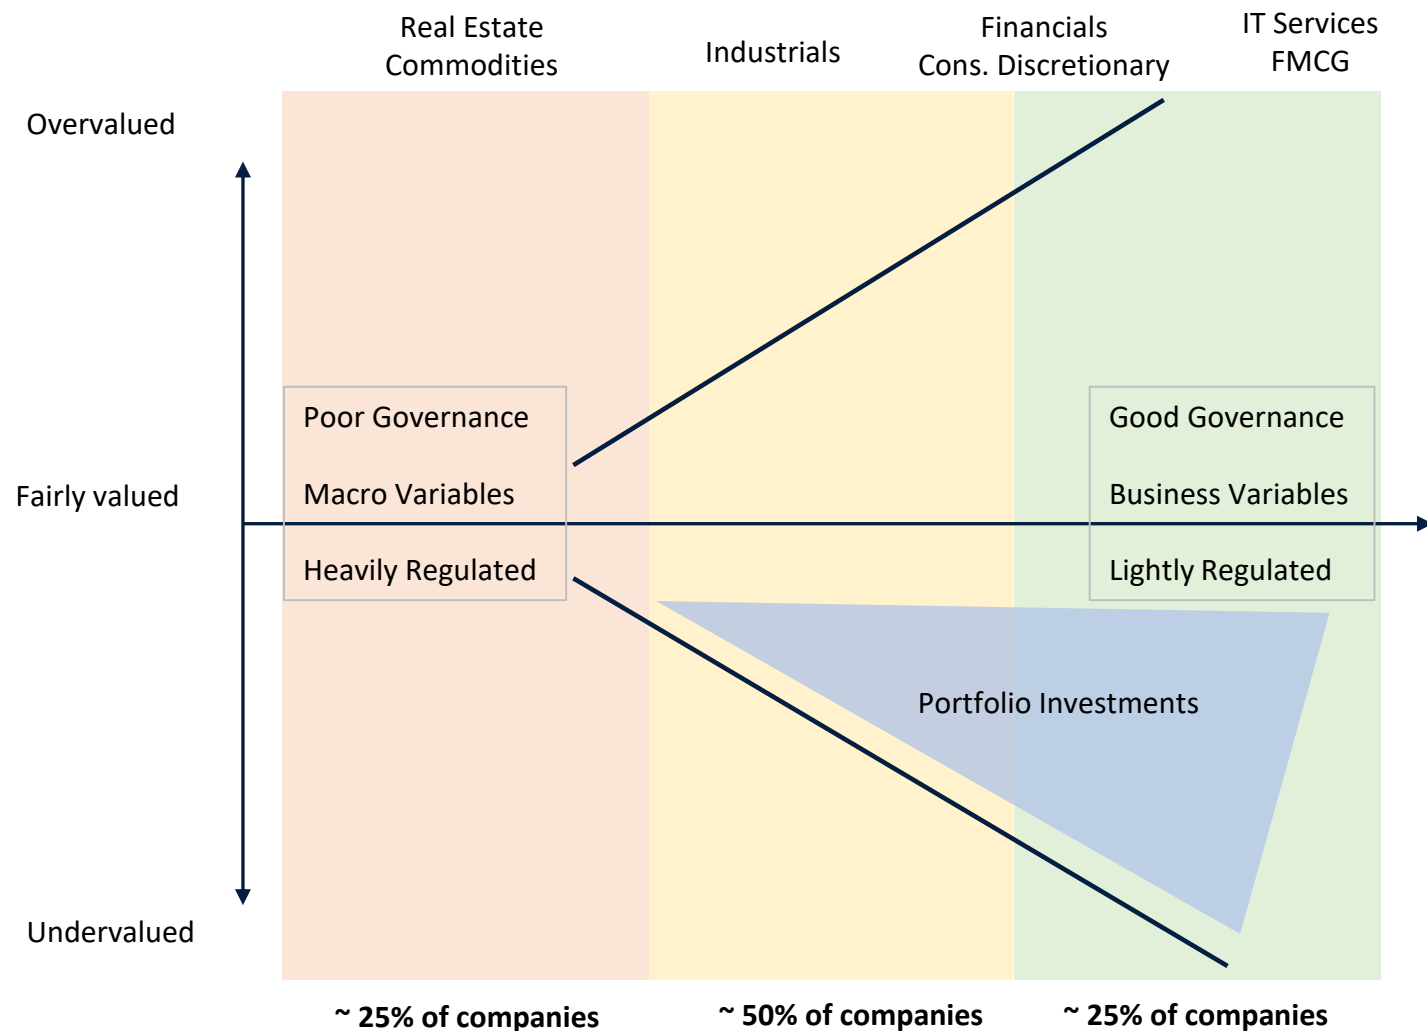 Real Estate
Commodities
Industrials
Financials
Cons. Discretionary
IT Services
FMCG
Overvalued
Fairly valued
Undervalued
Poor Governance
Macro Variables
Heavily Regulated
Good Governance
Business Variables
Lightly Regulated
Portfolio Investments
~ 25% of companies
~ 50% of companies
~ 25% of companies